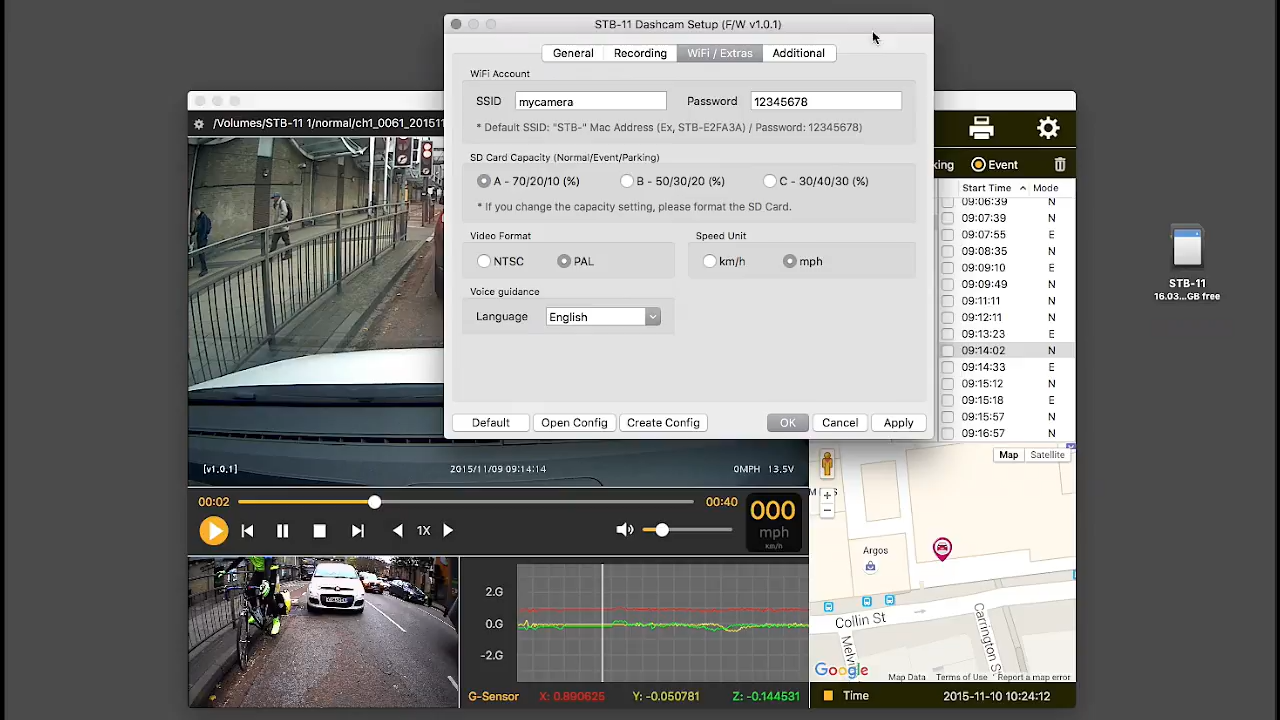 STB-11 Dashcam Setup (F/W v1.0.1)
General Recording WiFi / Extras Additional
WiFi Account
SSID mycamera Password 12345678
* Default SSID: "STB-" Mac Address (Ex, STB-E2FA3A) / Password: 12345678)
SD Card Capacity (Normal/Event/Parking)
A - 70/20/10 (%) B - 50/30/20 (%) C - 30/40/30 (%)
* If you change the capacity setting, please format the SD Card.
Video Format Speed Unit
NTSC PAL km/h mph
Voice guidance
Language English
Default Open Config Create Config OK Cancel Apply
/Volumes/STB-11 1/normal/ch1_0061_201511
king Event
Start Time Mode
09:06:39 N
09:07:39 N
09:07:55 E
09:08:35 N
09:09:10 E
09:09:49 N
09:11:11 N
09:12:11 N
09:13:23 E
09:14:02 N
09:14:33 E
09:15:12 N
09:15:18 E
09:15:57 N
09:16:57 N
STB-11
16.03...GB free
[v1.0.1] 2015/11/09 09:14:14 0MPH 13.5V
00:02 00:40
1X
000
mph
Km/h
Map Satellite
M
Argos
Collin St
Carrington St
Melvi
Google
Map Data Terms of Use Report a map error
2.G
0.G
-2.G
G-Sensor X: 0.890625 Y: -0.050781 Z: -0.144531
Time 2015-11-10 10:24:12